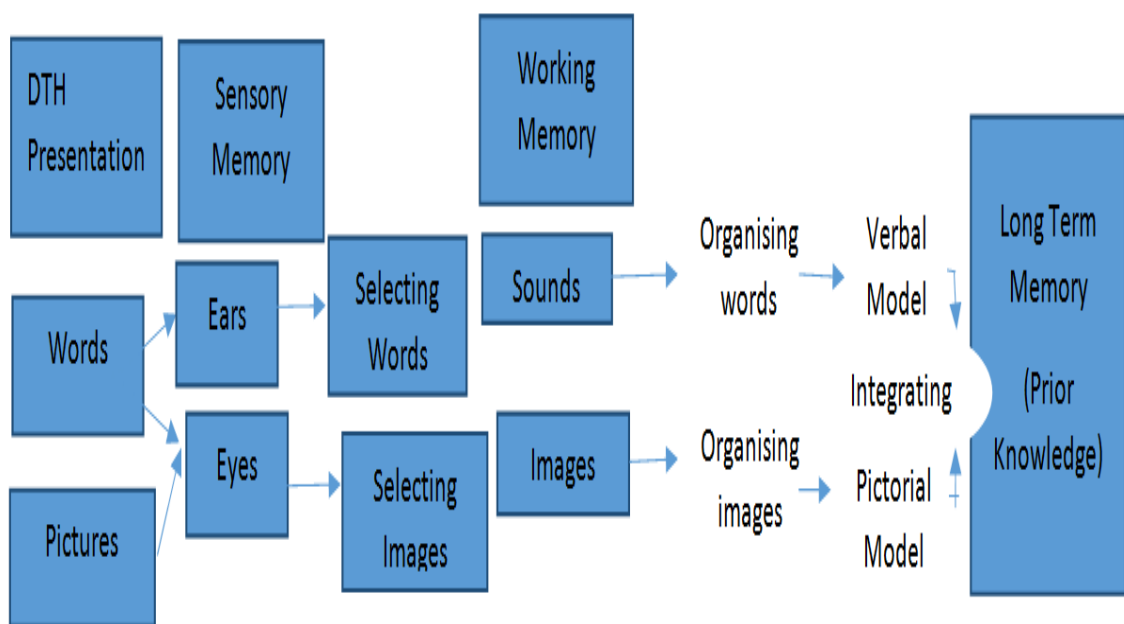 DTH
Presentation
Sensory
Memory
Working
Memory
Words
Pictures
Ears
Eyes
Selecting
Words
Selecting
Images
Sounds
Images
Organising
words
Organising
images
Verbal
Model
Integrating
Pictorial
Model
Long Term
Memory
(Prior
Knowledge)